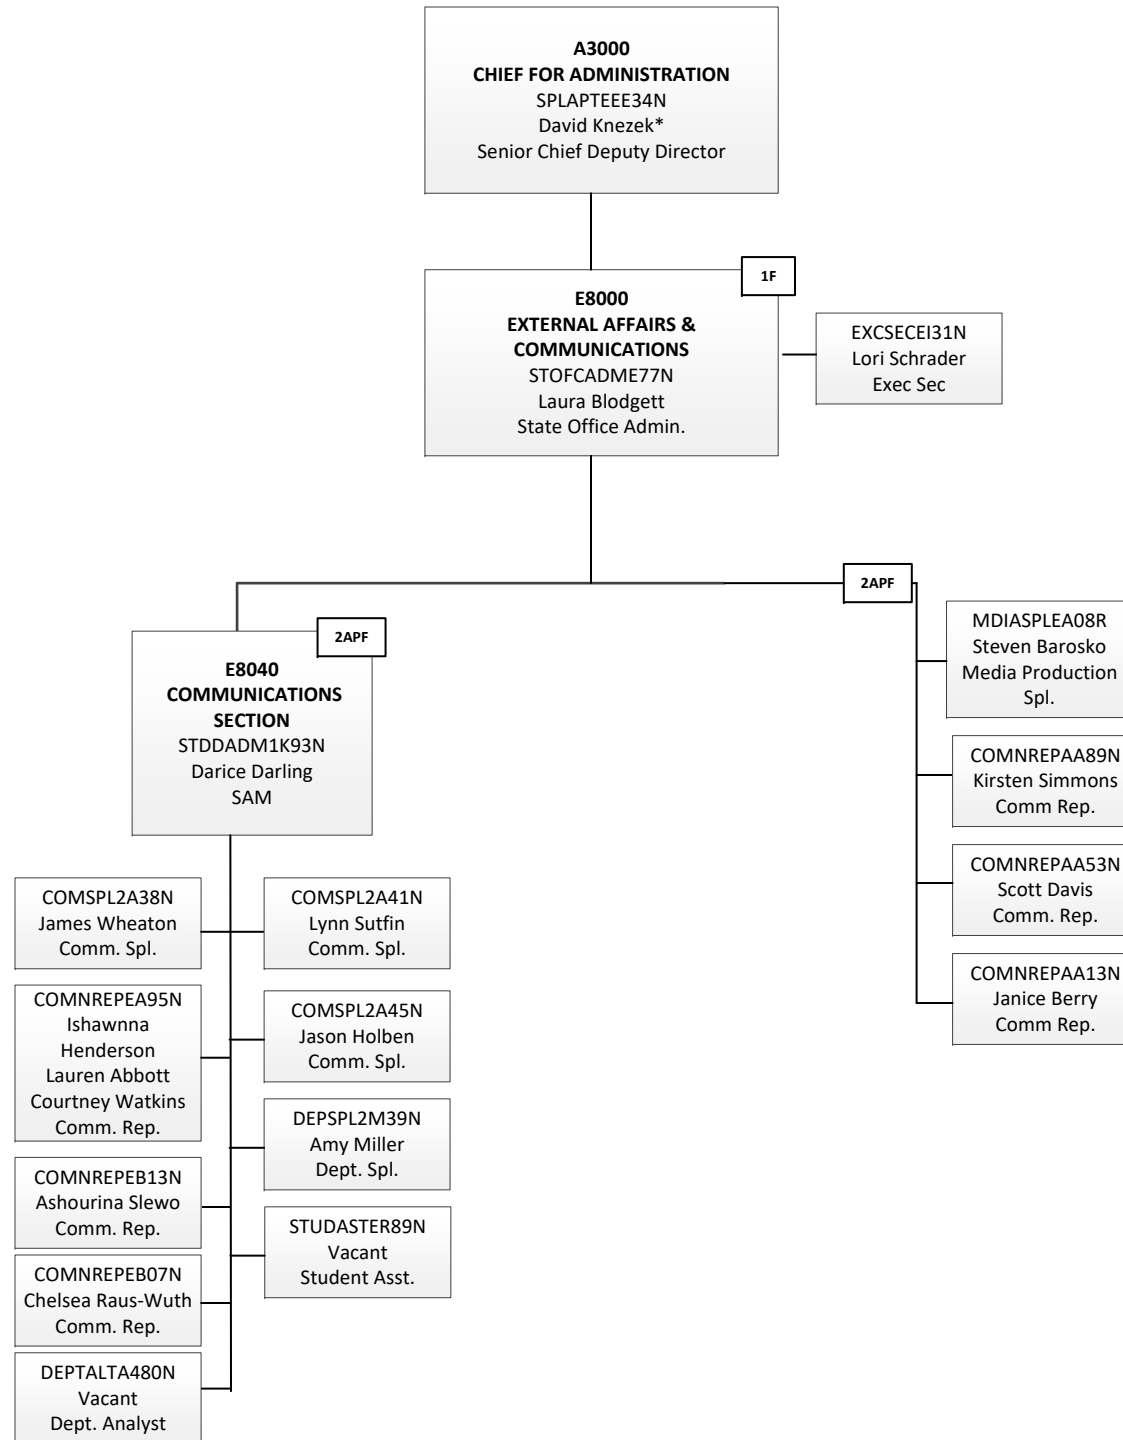 A3000
CHIEF FOR ADMINISTRATION
SPLAPTEEE34N
David Knezek*
Senior Chief Deputy Director
1F
E8000
EXTERNAL AFFAIRS &
COMMUNICATIONS
STOFCADME77N
Laura Blodgett
State Office Admin.
EXCSECEI31N
Lori Schrader
Exec Sec
2APF
E8040
COMMUNICATIONS
SECTION
STDDADM1K93N
Darice Darling
SAM
COMSPL2A38N
James Wheaton
Comm. Spl.
COMSPL2A41N
Lynn Sutfin
Comm. Spl.
COMNREPEA95N
Ishawnna
Henderson
Lauren Abbott
Courtney Watkins
Comm. Rep.
COMSPL2A45N
Jason Holben
Comm. Spl.
DEPSPL2M39N
Amy Miller
Dept. Spl.
COMNREPEB13N
Ashourina Slewo
Comm. Rep.
STUDASTER89N
Vacant
Student Asst.
COMNREPEB07N
Chelsea Raus-Wuth
Comm. Rep.
DEPTALTA480N
Vacant
Dept. Analyst
2APF
MDIASPLEA08R
Steven Barosko
Media Production
Spl.
COMNREPAA89N
Kirsten Simmons
Comm Rep.
COMNREPAA53N
Scott Davis
Comm. Rep.
COMNREPAA13N
Janice Berry
Comm Rep.